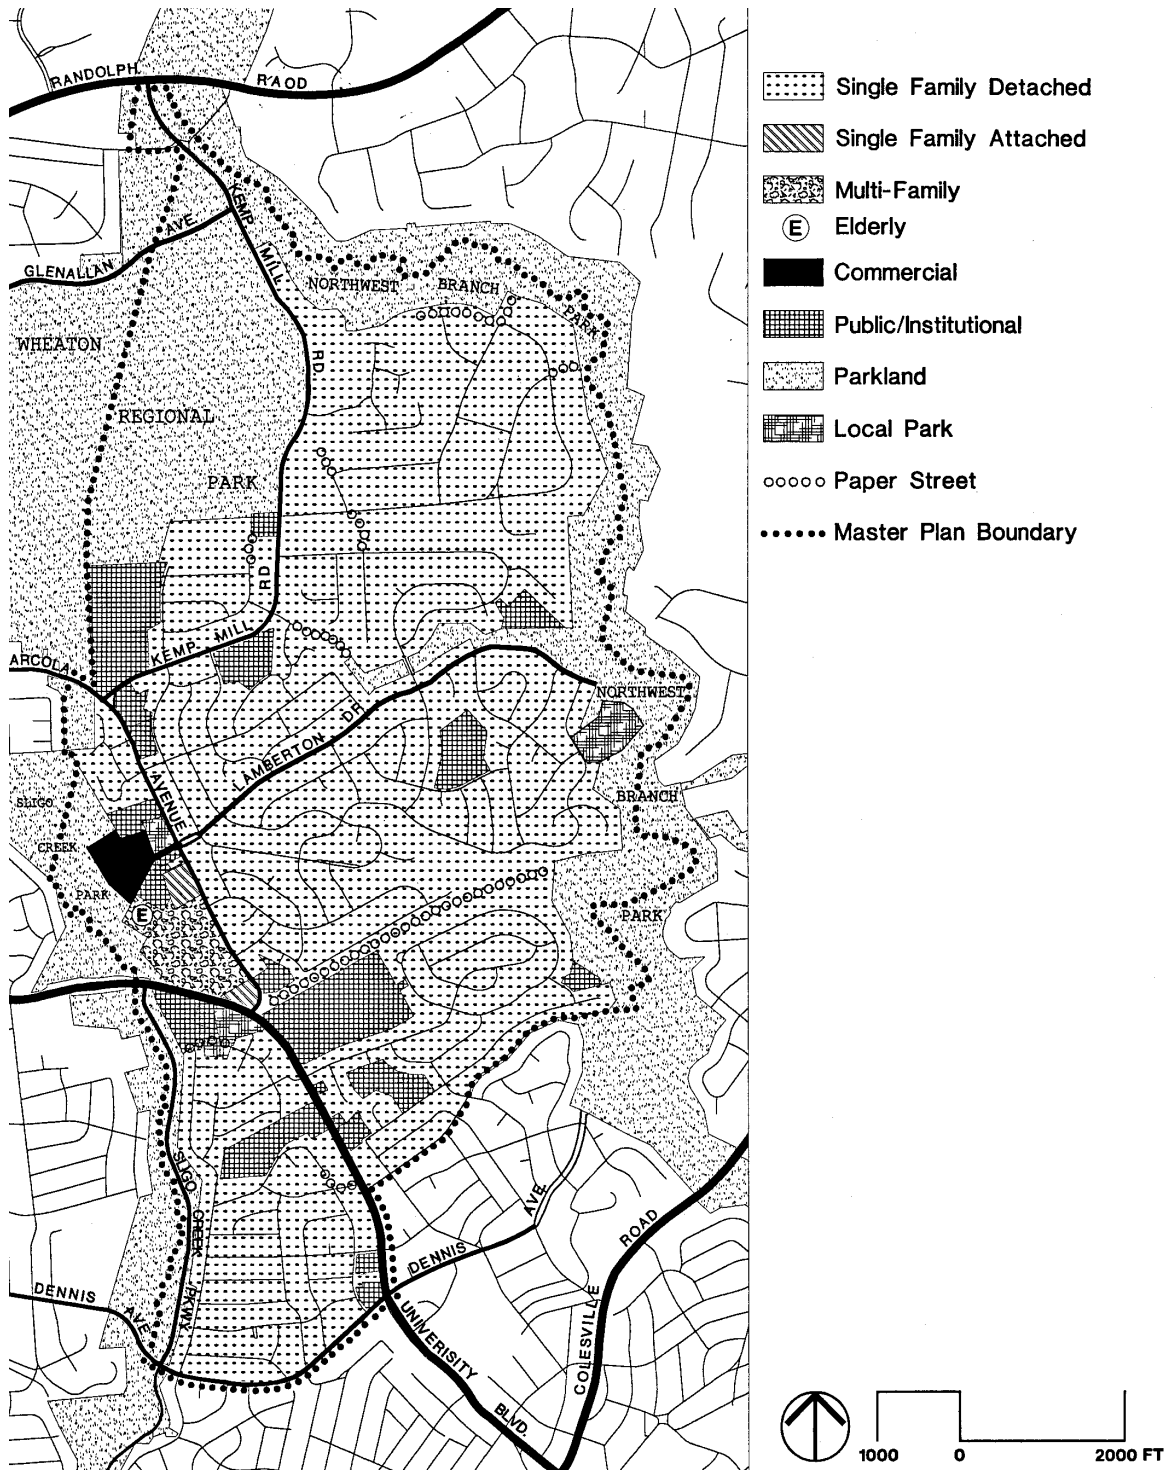 RANDOLPH RAOD
KEMP MILL RD
GLENALLAN AVE
NORTHWEST BRANCH PARK
WHEATON
REGIONAL
PARK
KEMP MILL RD
ARCOLA AVENUE
LAMBERTON DR
NORTHWEST
BRANCH
PARK
SLIGO
CREEK
PARK
E
SLIGO CREEK PKWY
DENNIS AVE
DENNIS AVE
UNIVERISITY BLVD.
COLESVILLE ROAD
Single Family Detached
Single Family Attached
Multi-Family
E Elderly
Commercial
Public/Institutional
Parkland
Local Park
Paper Street
Master Plan Boundary
1000 0 2000 FT